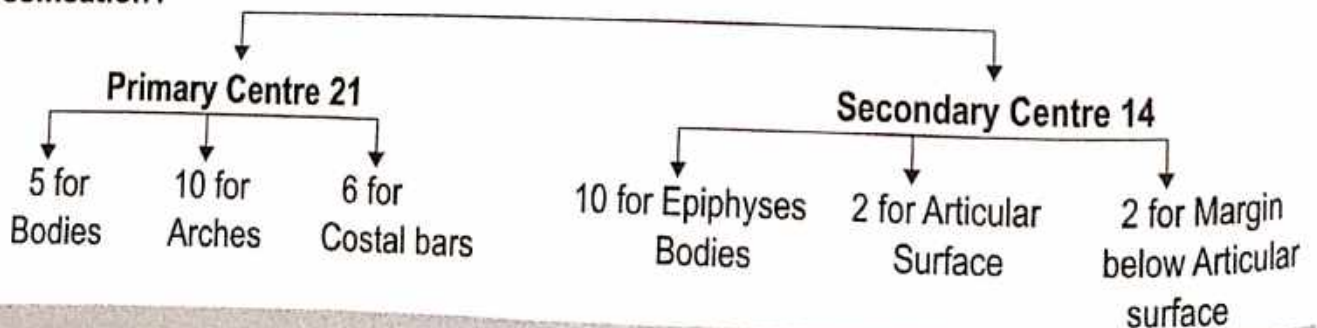 Primary Centre 21
Secondary Centre 14
5 for
Bodies
10 for
Arches
6 for
Costal bars
10 for Epiphyses
Bodies
2 for Articular
Surface
2 for Margin
below Articular
surface